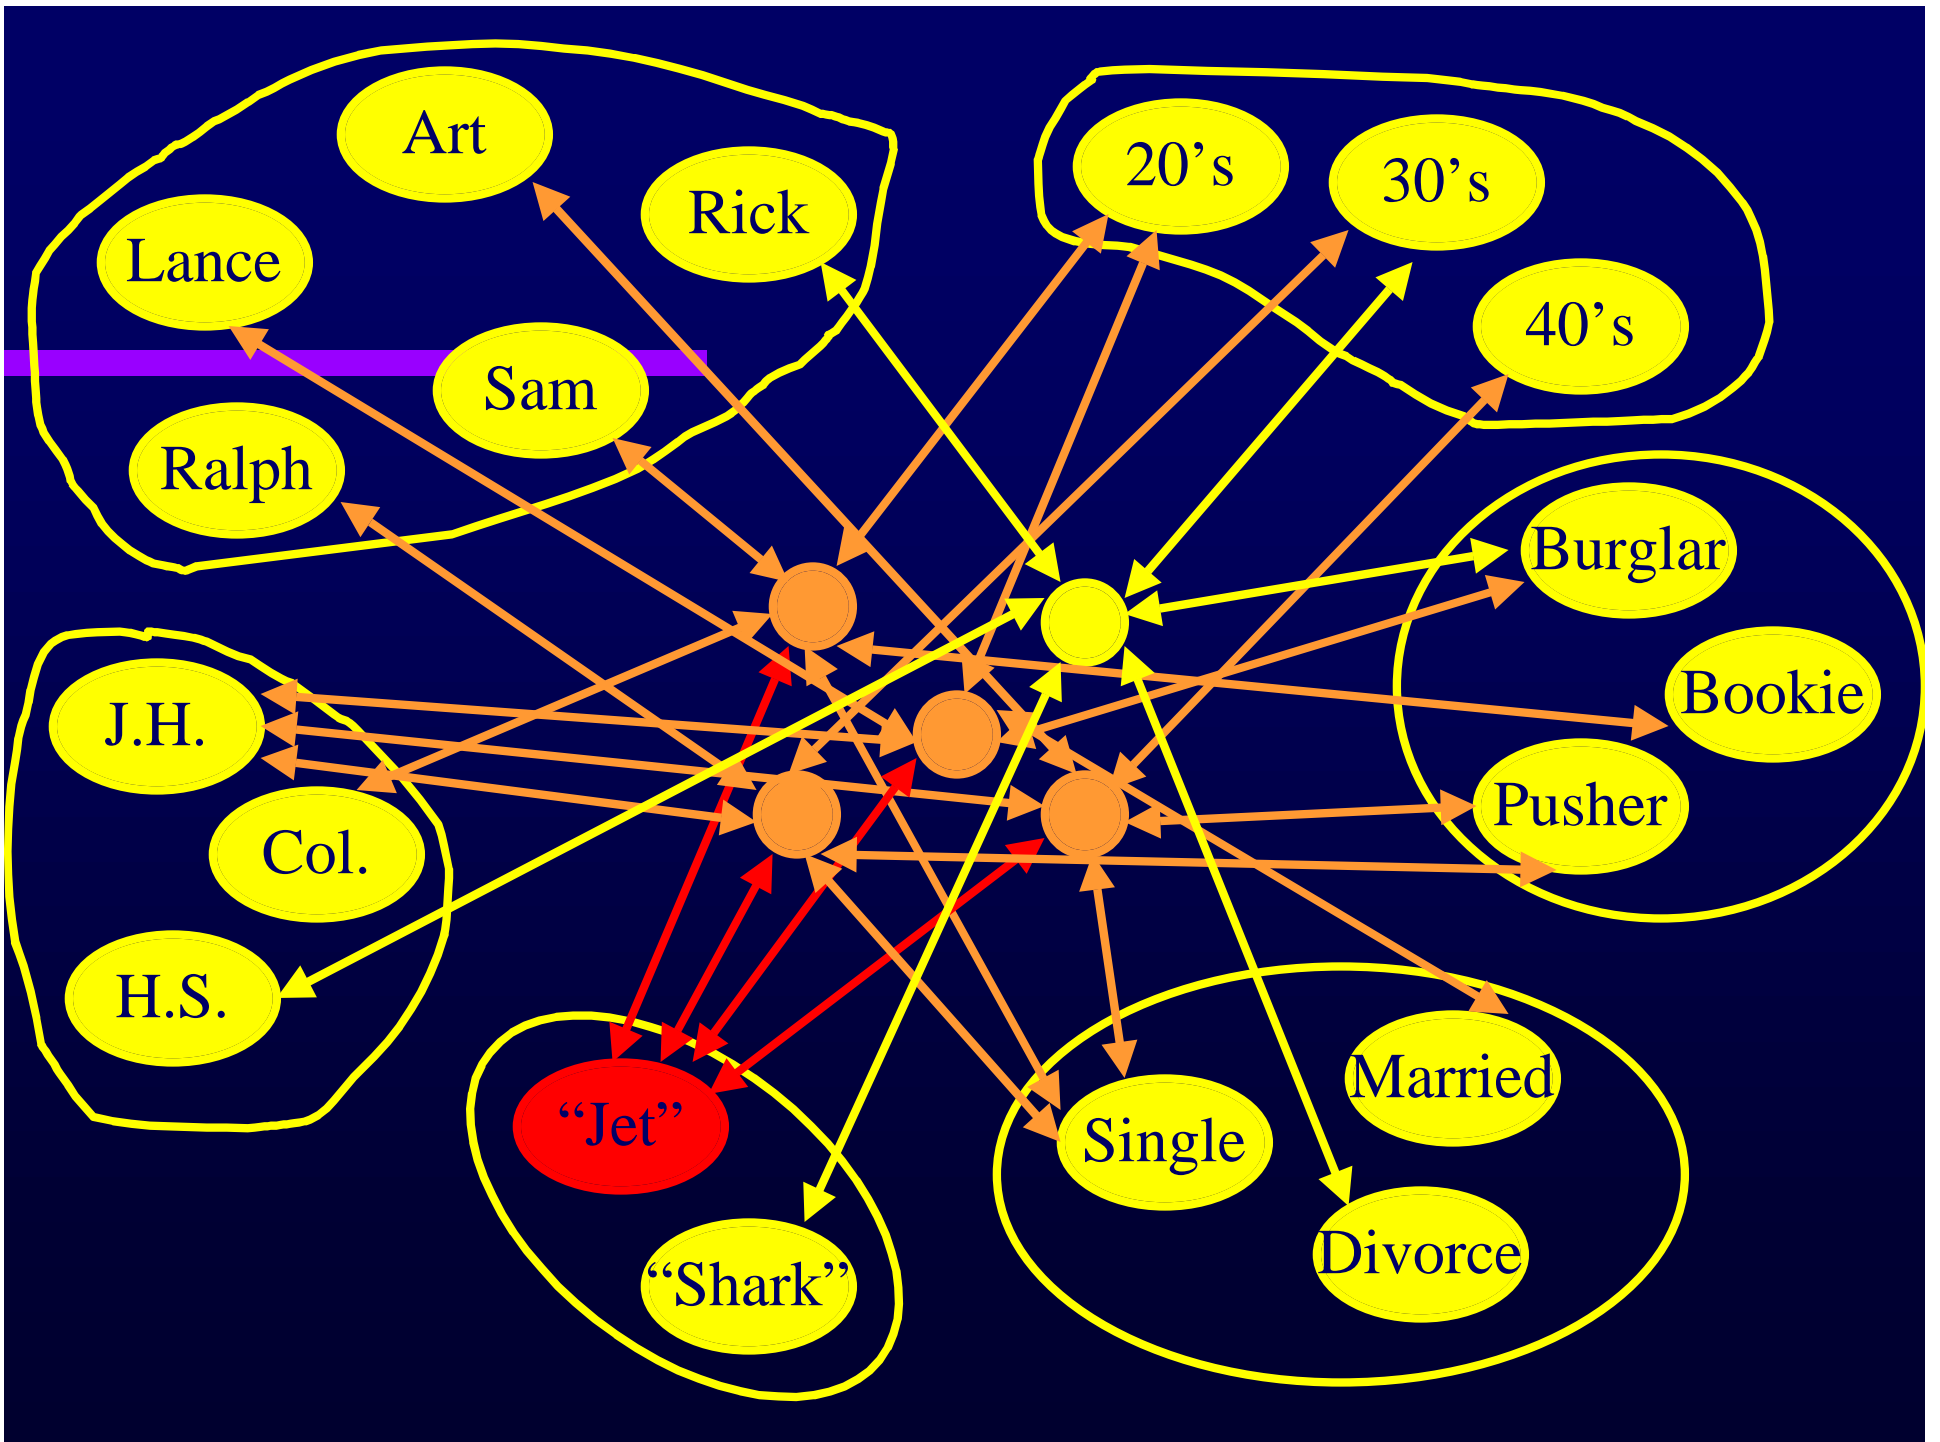 Art
Rick
Lance
Sam
Ralph
20’s
30’s
40’s
Burglar
Bookie
Pusher
J.H.
Col.
H.S.
“Jet”
“Shark”
Married
Single
Divorce